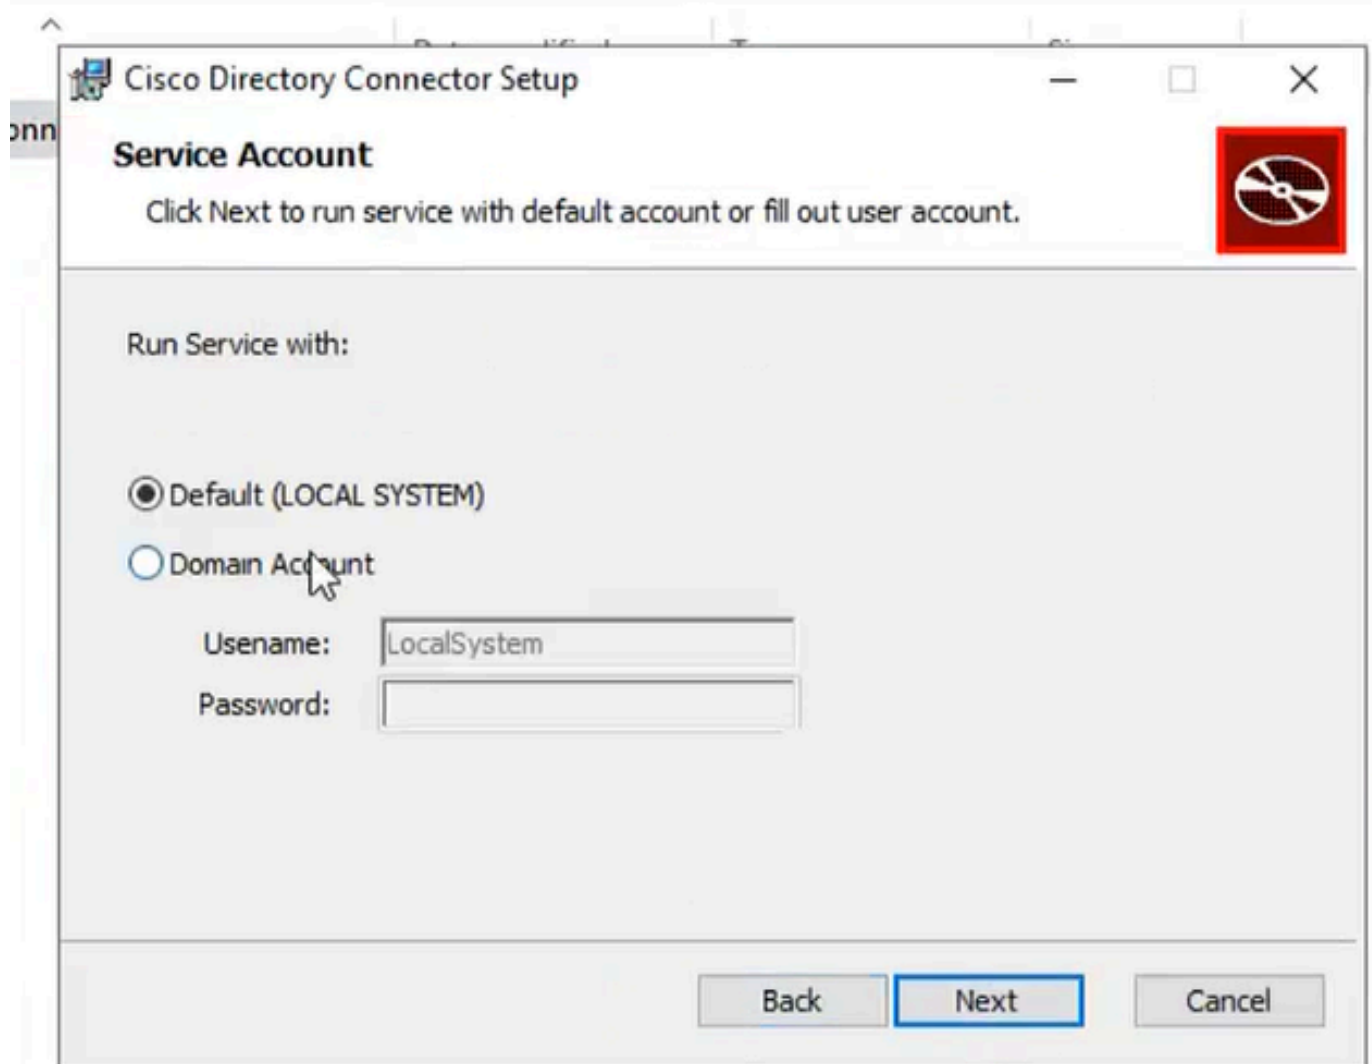 Cisco Directory Connector Setup
onn
Service Account
Click Next to run service with default account or fill out user account.
Run Service with:
Default (LOCAL SYSTEM)
Domain Account
Usename: LocalSystem
Password:
Back Next Cancel